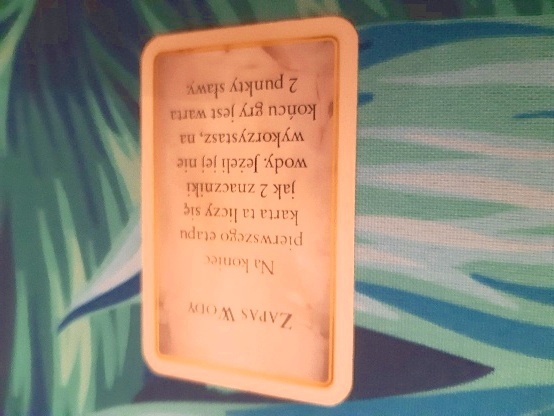 ZAPAS WODY
Na koniec
pierwszego etapu
karta ta liczy się
jak 2 znaczniki
wody. Jeżeli jej nie
wykorzystasz, na
końcu gry jest warta
2 punkty sławy.